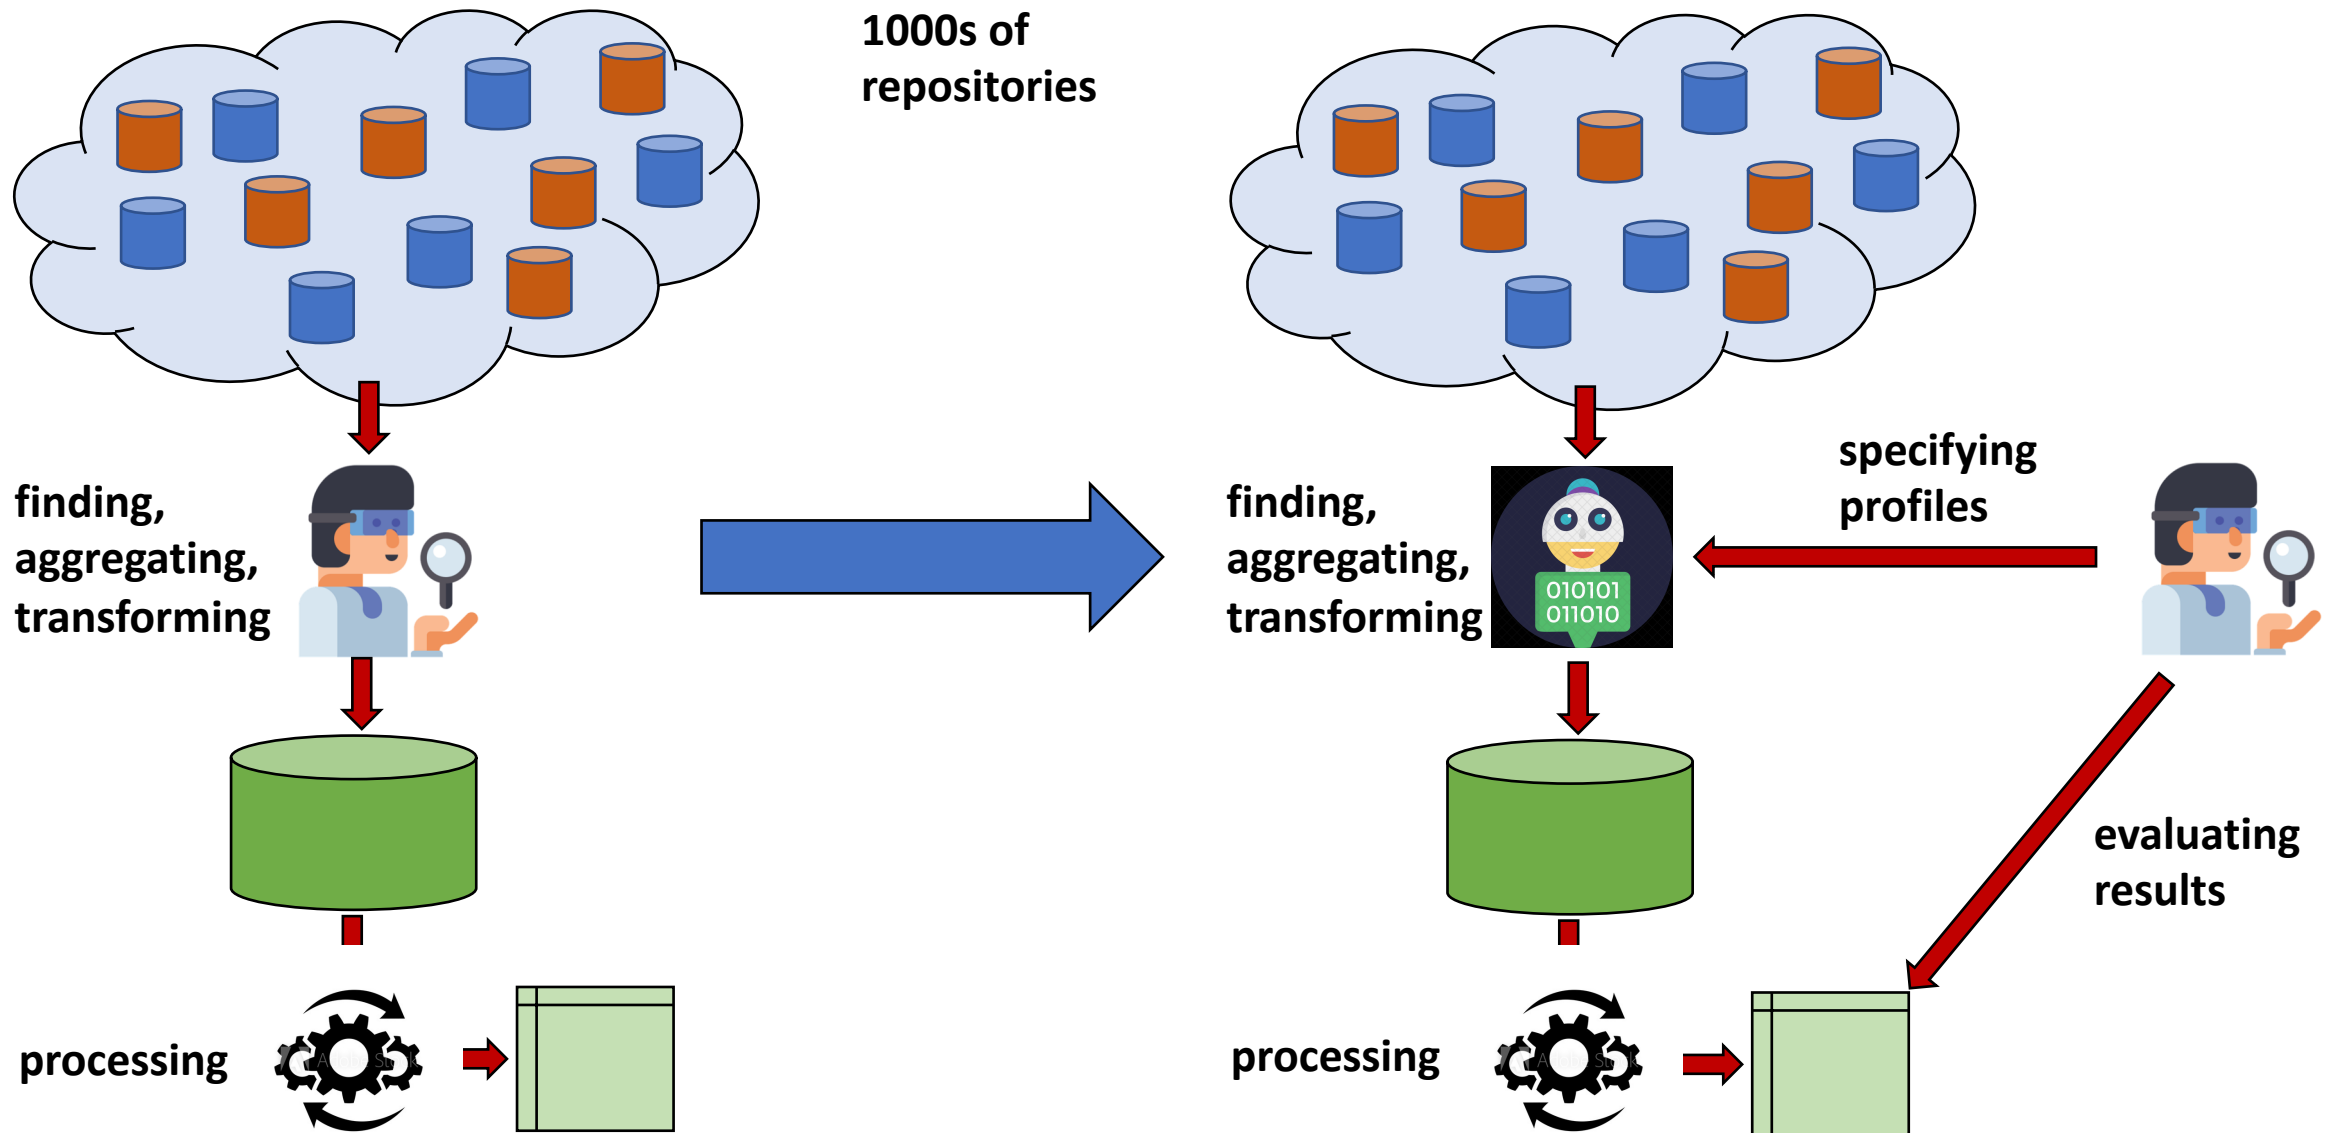 1000s of
repositories
finding,
aggregating,
transforming
processing
finding,
aggregating,
transforming
010101
011010
specifying
profiles
evaluating
results
processing